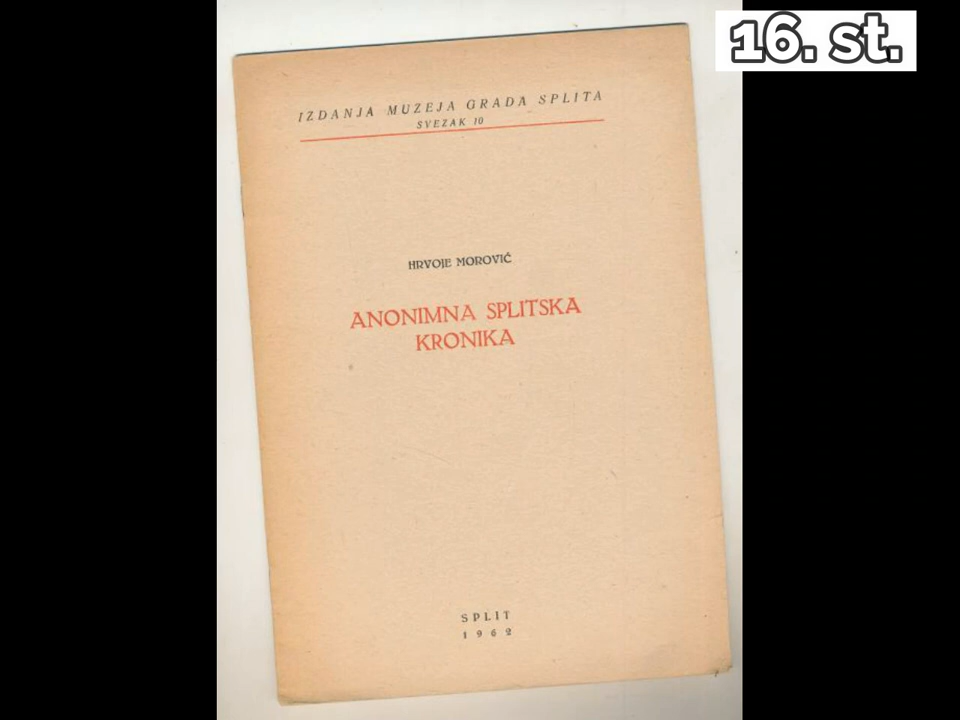 16. st.
IZDANJA MUZEJA GRADA SPLITA
SVEZAK 10
HRVOJE MOROVIĆ
ANONIMNA SPLITSKA
KRONIKA
SPLIT
1962